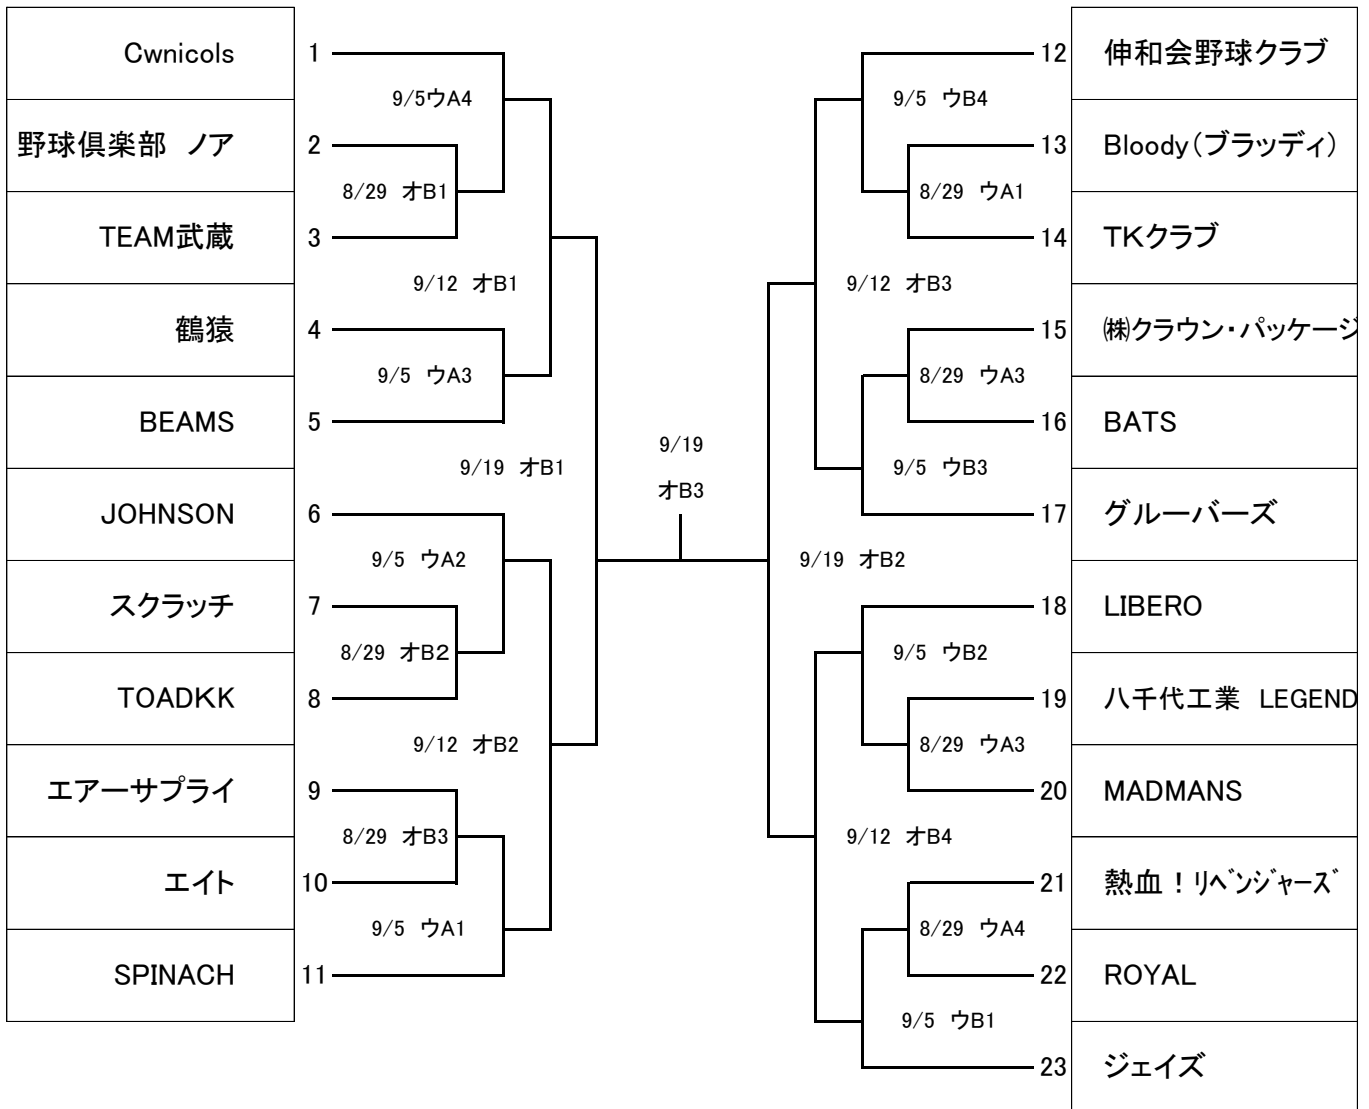 Cwnicols 1
9/5ウA4
野球倶楽部　ノア 2
8/29 オB1
TEAM武蔵 3
9/12 オB1
鶴猿 4
9/5 ウA3
BEAMS 5
9/19 オB1
JOHNSON 6
9/5 ウA2
スクラッチ 7
8/29 オB2
TOADKK 8
9/12 オB2
エアーサプライ 9
8/29 オB3
エイト 10
9/5 ウA1
SPINACH 11
9/19
オB3
12 伸和会野球クラブ
9/5 ウB4
13 Bloody（ブラッディ）
8/29 ウA1
14 TKクラブ
9/12 オB3
15 ㈱クラウン・パッケージ
8/29 ウA3
16 BATS
9/5 ウB3
17 グルーバーズ
9/19 オB2
18 LIBERO
9/5 ウB2
19 八千代工業　LEGEND
8/29 ウA3
20 MADMANS
9/12 オB4
21 熱血！ﾘﾍﾞﾝｼﾞｬｰｽﾞ
8/29 ウA4
22 ROYAL
9/5 ウB1
23 ジェイズ